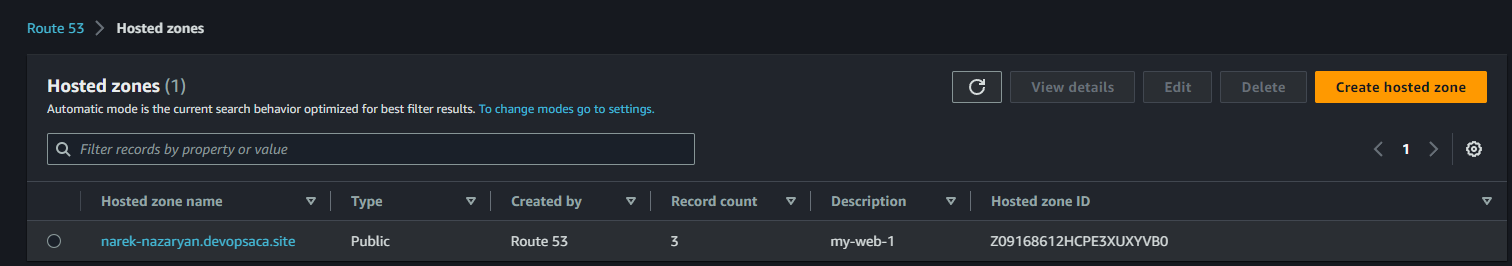 Route 53 > Hosted zones
Hosted zones (1)
View details Edit Delete Create hosted zone
Automatic mode is the current search behavior optimized for best filter results. To change modes go to settings.
Filter records by property or value
1
Hosted zone name Type Created by Record count Description Hosted zone ID
narek-nazaryan.devopsaca.site Public Route 53 3 my-web-1 Z09168612HCPE3XUXYVB0